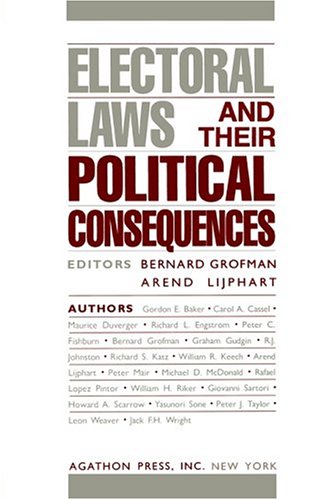 ELECTORAL
LAWS AND
THEIR
POLITICAL
CONSEQUENCES
EDITORS BERNARD GROFMAN
AREND LIJPHART
AUTHORS Gordon E. Baker • Carol A. Cassel •
Maurice Duverger • Richard L. Engstrom • Peter C.
Fishburn • Bernard Grofman • Graham Gudgin • R.J.
Johnston • Richard S. Katz • William R. Keech • Arend
Lijphart • Peter Mair • Michael D. McDonald • Rafael
Lopez Pintor • William H. Riker • Giovanni Sartori •
Howard A. Scarrow • Yasunori Sone • Peter J. Taylor •
Leon Weaver • Jack F.H. Wright
AGATHON PRESS, INC. NEW YORK